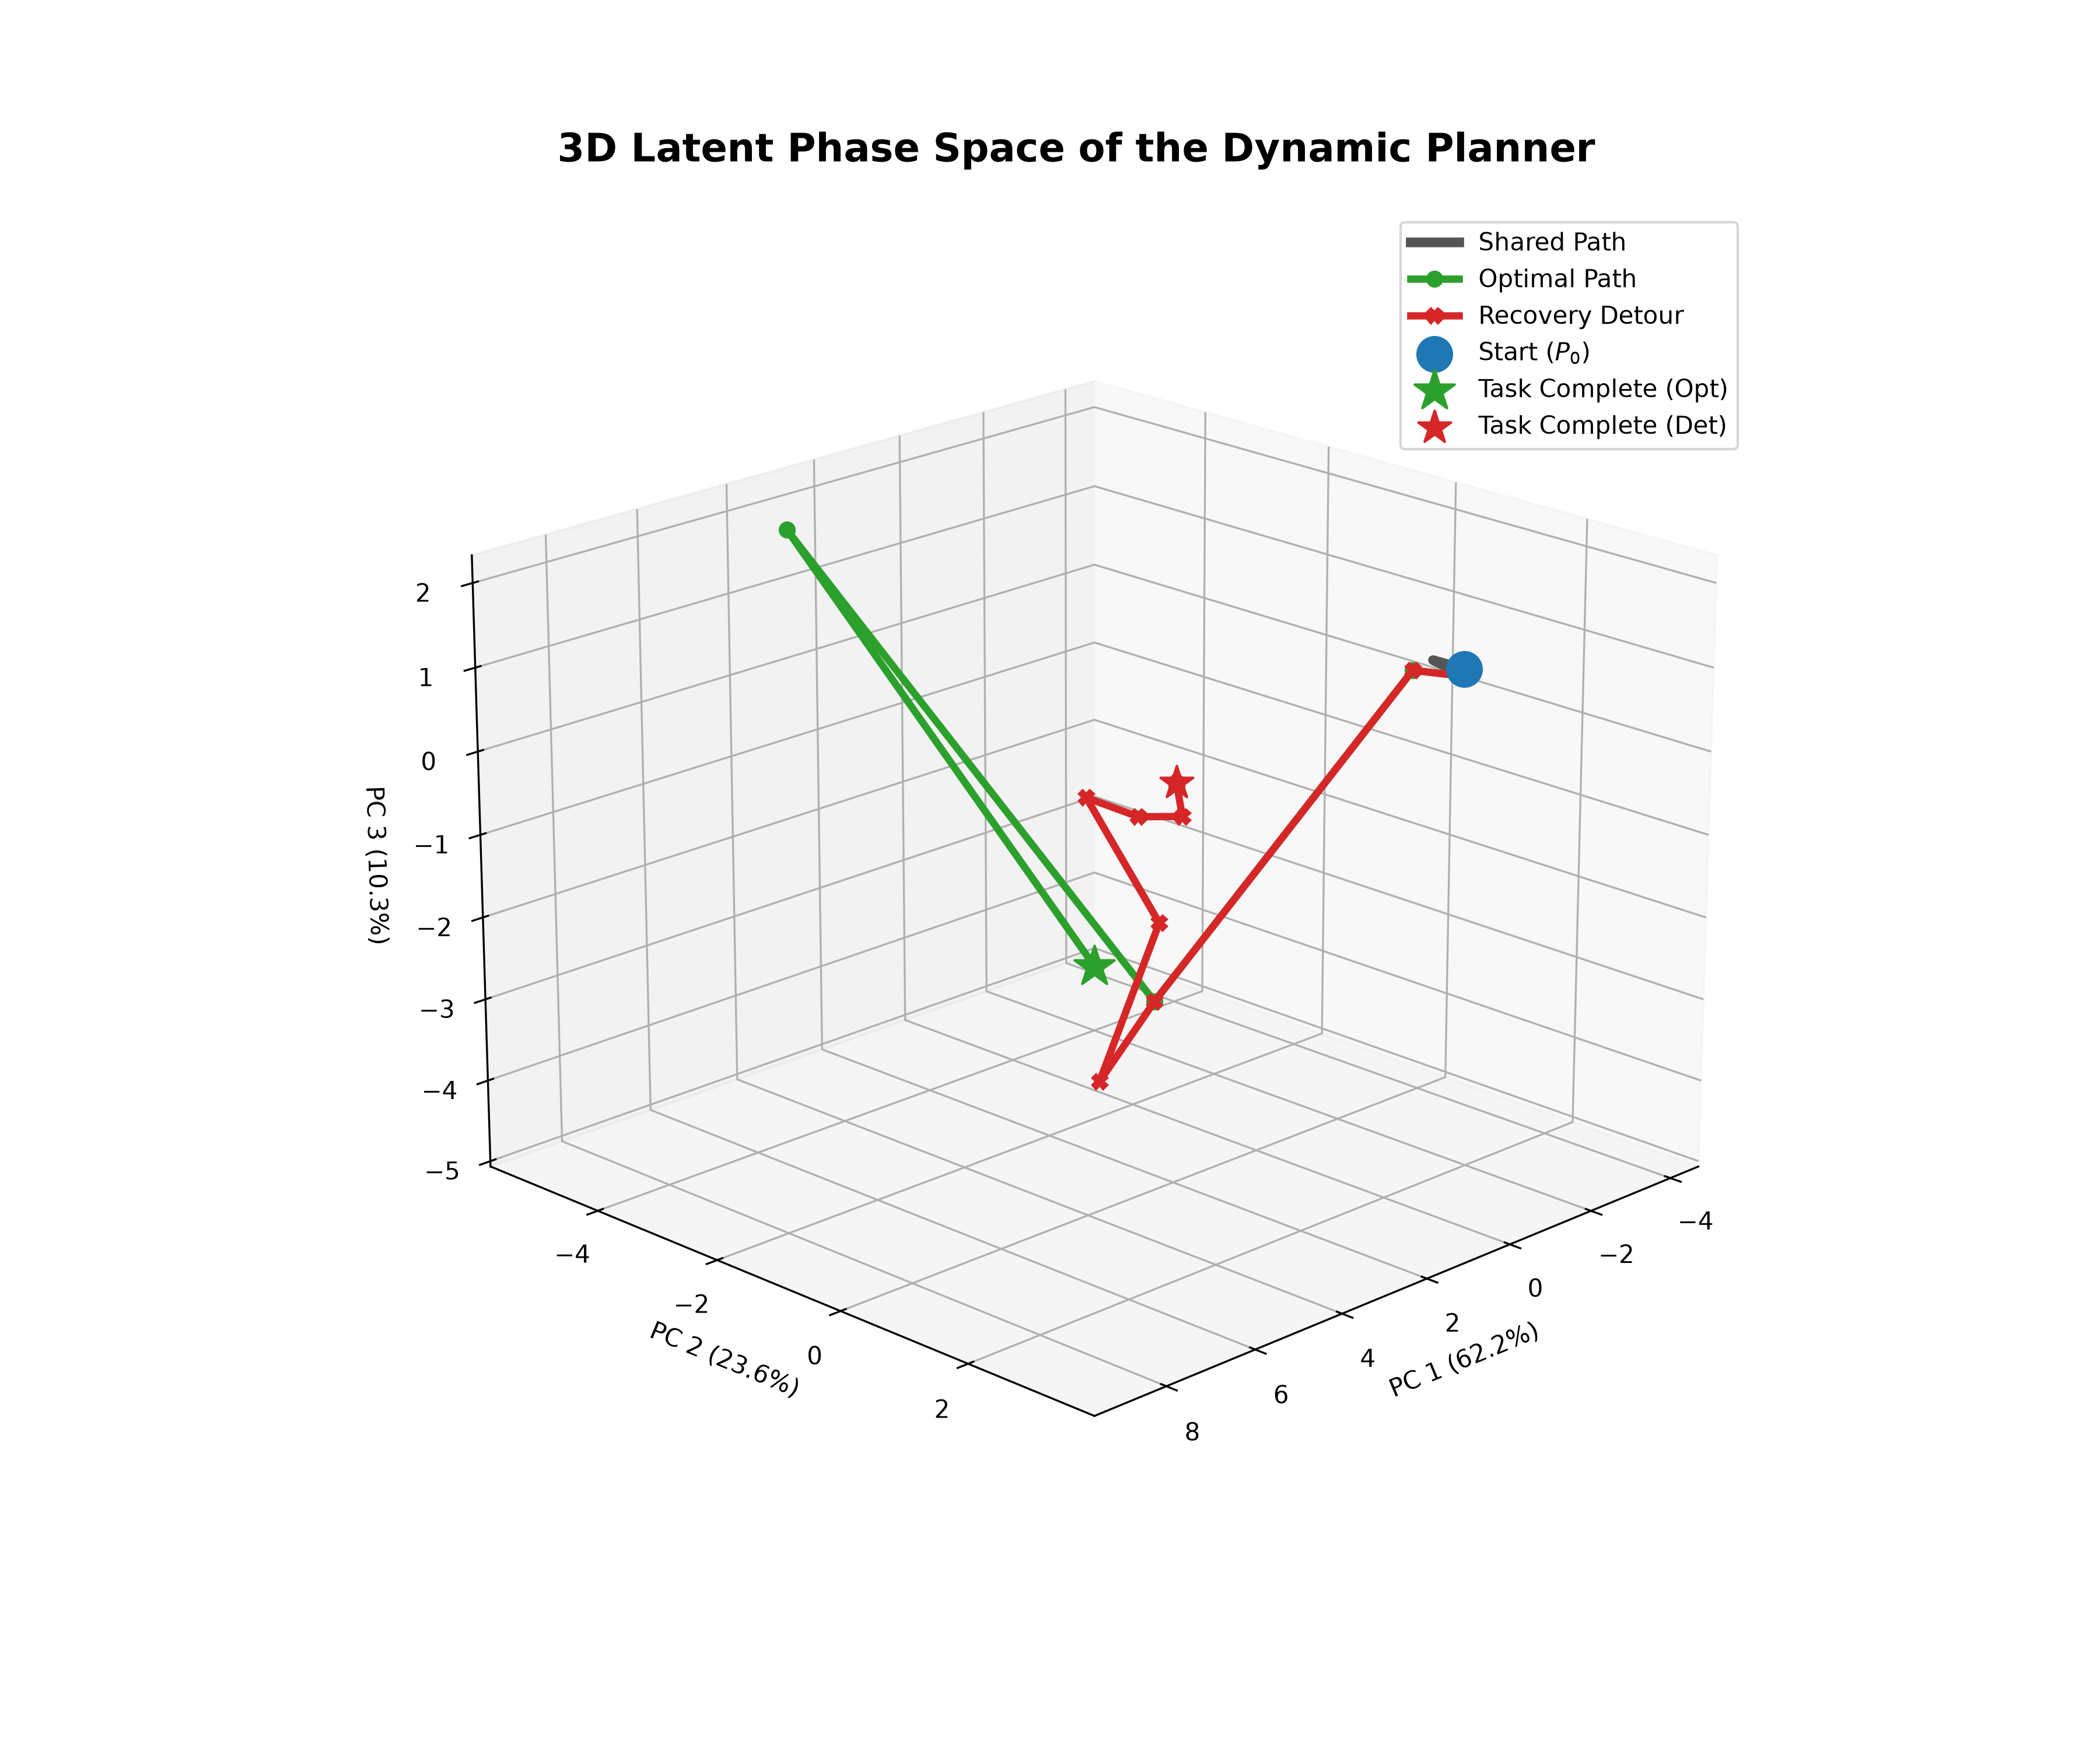 3D Latent Phase Space of the Dynamic Planner
Shared Path
Optimal Path
Recovery Detour
Start (P₀)
Task Complete (Opt)
Task Complete (Det)
2
1
0
−1
−2
−3
−4
−5
PC 3 (10.3%)
−4
−2
0
2
PC 2 (23.6%)
8
6
4
2
0
−2
−4
PC 1 (62.2%)